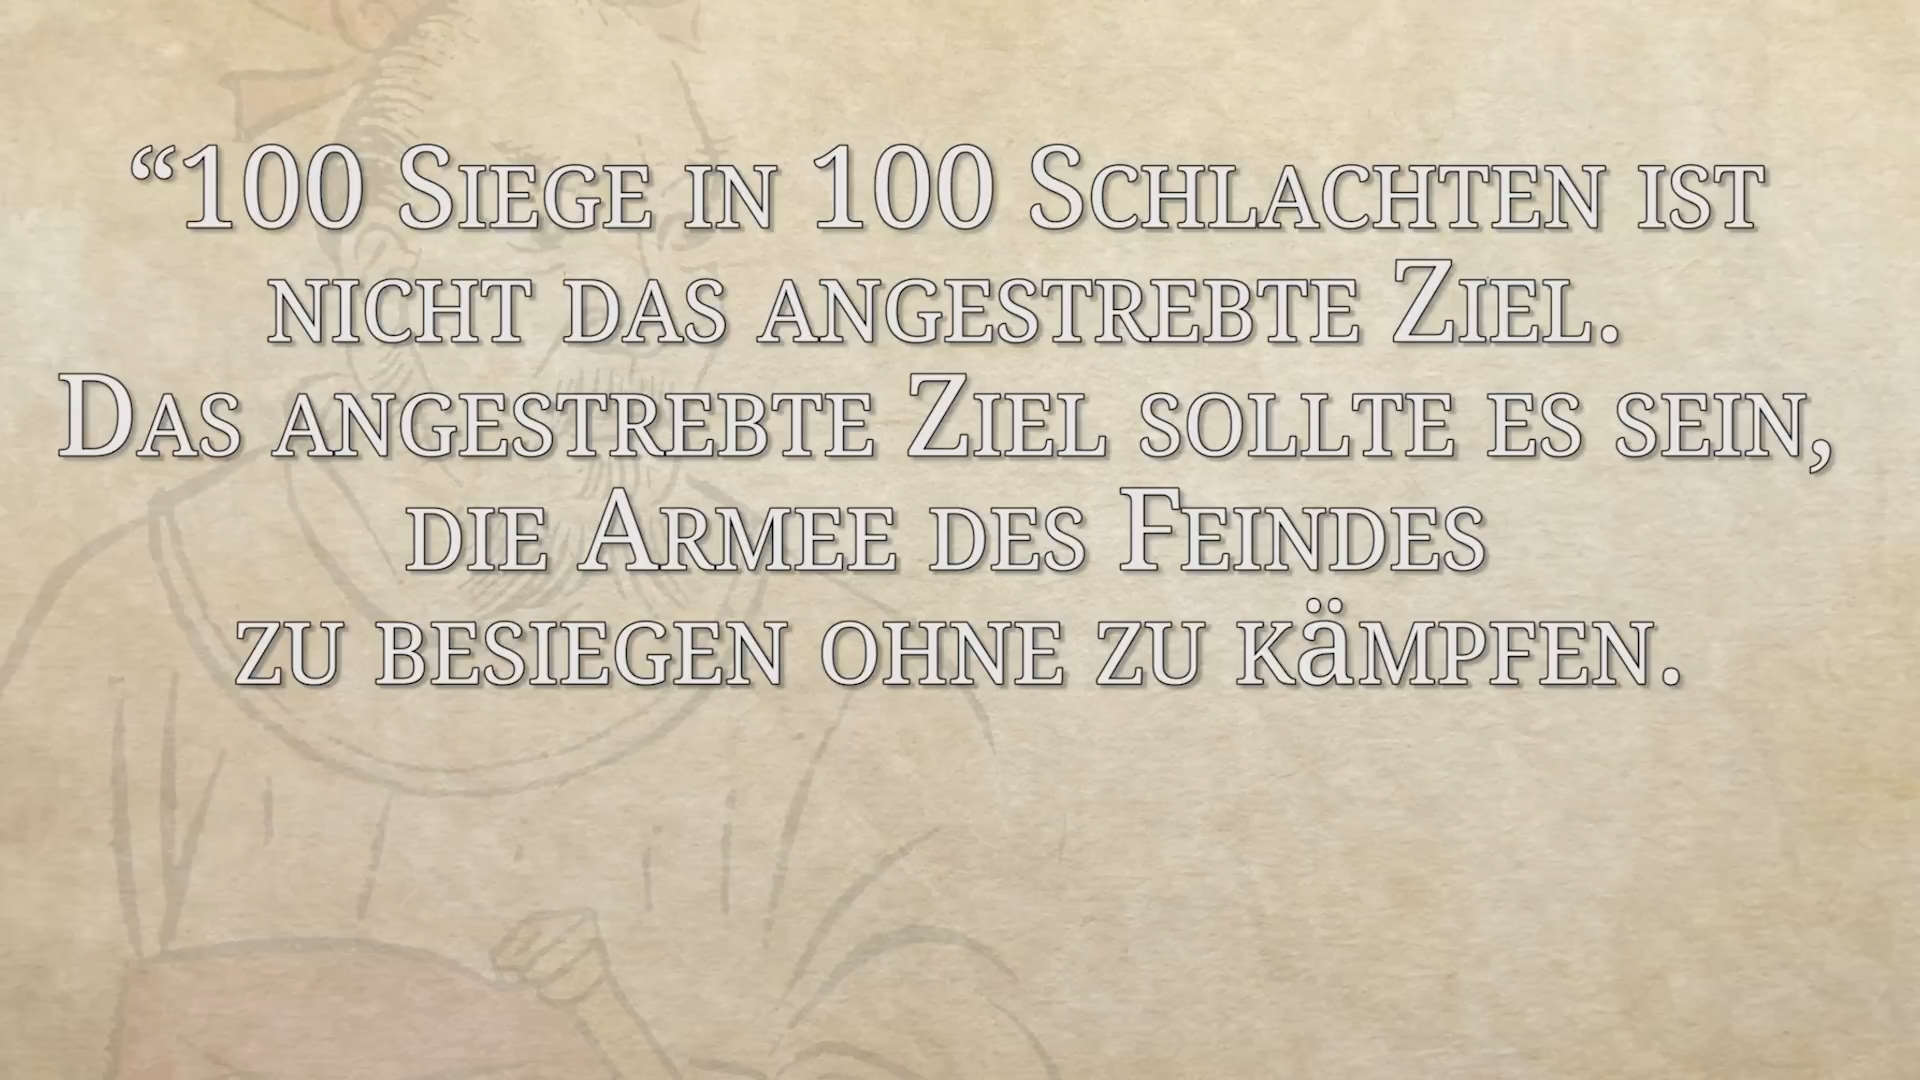 “100 Siege in 100 Schlachten ist
nicht das angestrebte Ziel.
Das angestrebte Ziel sollte es sein,
die Armee des Feindes
zu besiegen ohne zu kämpfen.